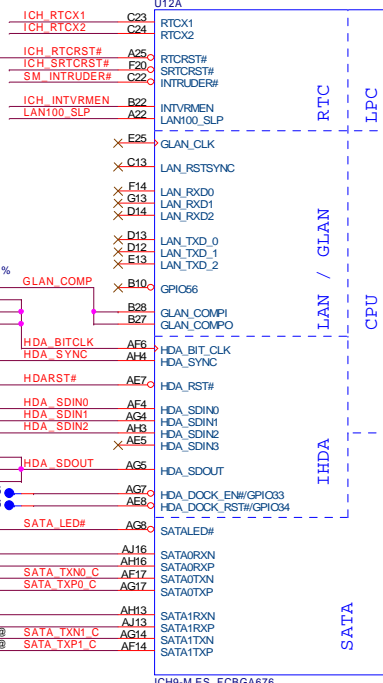 U12A
ICH_RTCX1 C23 RTCX1
ICH_RTCX2 C24 RTCX2
ICH_RTCRST# A25 RTCRST#
ICH_SRTCRST# F20 SRTCRST#
SM_INTRUDER# C22 INTRUDER#
ICH_INTVRMEN B22 INTVRMEN
LAN100_SLP A22 LAN100_SLP
RTC
LPC
E25 GLAN_CLK
C13 LAN_RSTSYNC
F14 LAN_RXD0
G13 LAN_RXD1
D14 LAN_RXD2
D13 LAN_TXD_0
D12 LAN_TXD_1
E13 LAN_TXD_2
%
B10 GPIO56
GLAN_COMP B28 GLAN_COMPI
B27 GLAN_COMPO
LAN / GLAN
CPU
HDA_BITCLK AF6 HDA_BIT_CLK
HDA_SYNC AH4 HDA_SYNC
HDARST# AE7 HDA_RST#
HDA_SDIN0 AF4 HDA_SDIN0
HDA_SDIN1 AG4 HDA_SDIN1
HDA_SDIN2 AH3 HDA_SDIN2
AE5 HDA_SDIN3
HDA_SDOUT AG5 HDA_SDOUT
AG7 HDA_DOCK_EN#/GPIO33
AE8 HDA_DOCK_RST#/GPIO34
IHDA
SATA_LED# AG8 SATALED#
AJ16 SATA0RXN
AH16 SATA0RXP
SATA_TXN0_C AF17 SATA0TXN
SATA_TXP0_C AG17 SATA0TXP
AH13 SATA1RXN
AJ13 SATA1RXP
@ SATA_TXN1_C AG14 SATA1TXN
@ SATA_TXP1_C AF14 SATA1TXP
SATA
ICH9-M ES_FCBGA676